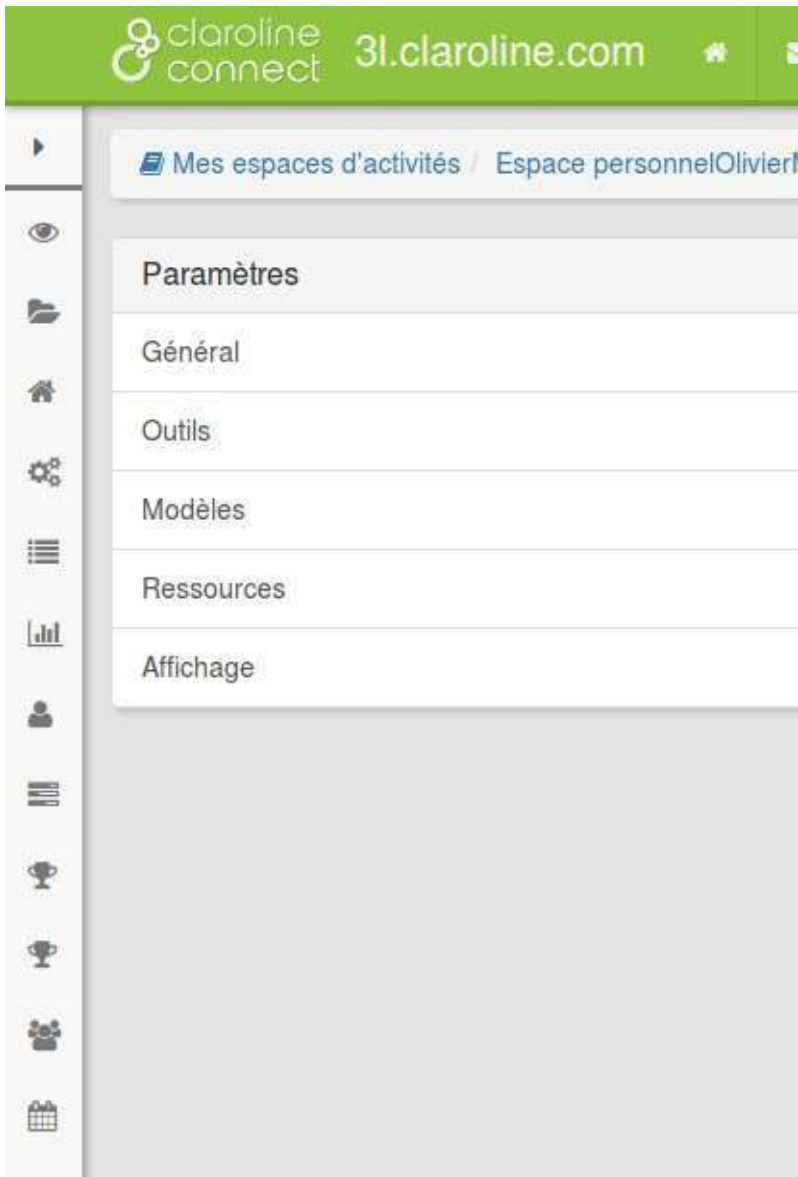 claroline
connect
3l.claroline.com
Mes espaces d'activités / Espace personnelOlivier
Paramètres
Général
Outils
Modèles
Ressources
Affichage